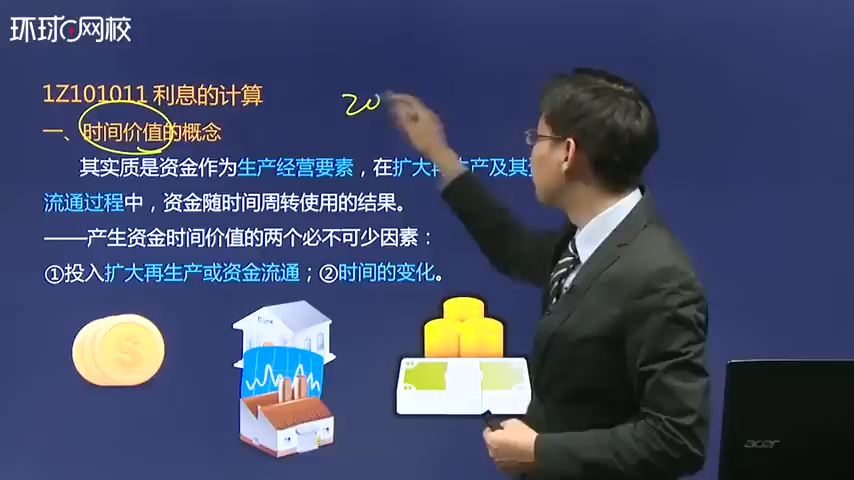 环球网校
1Z101011 利息的计算
20
一、时间价值的概念
其实质是资金作为生产经营要素，在扩大再生产及其
流通过程中，资金随时间周转使用的结果。
——产生资金时间价值的两个必不可少因素：
①投入扩大再生产或资金流通；②时间的变化。
acer